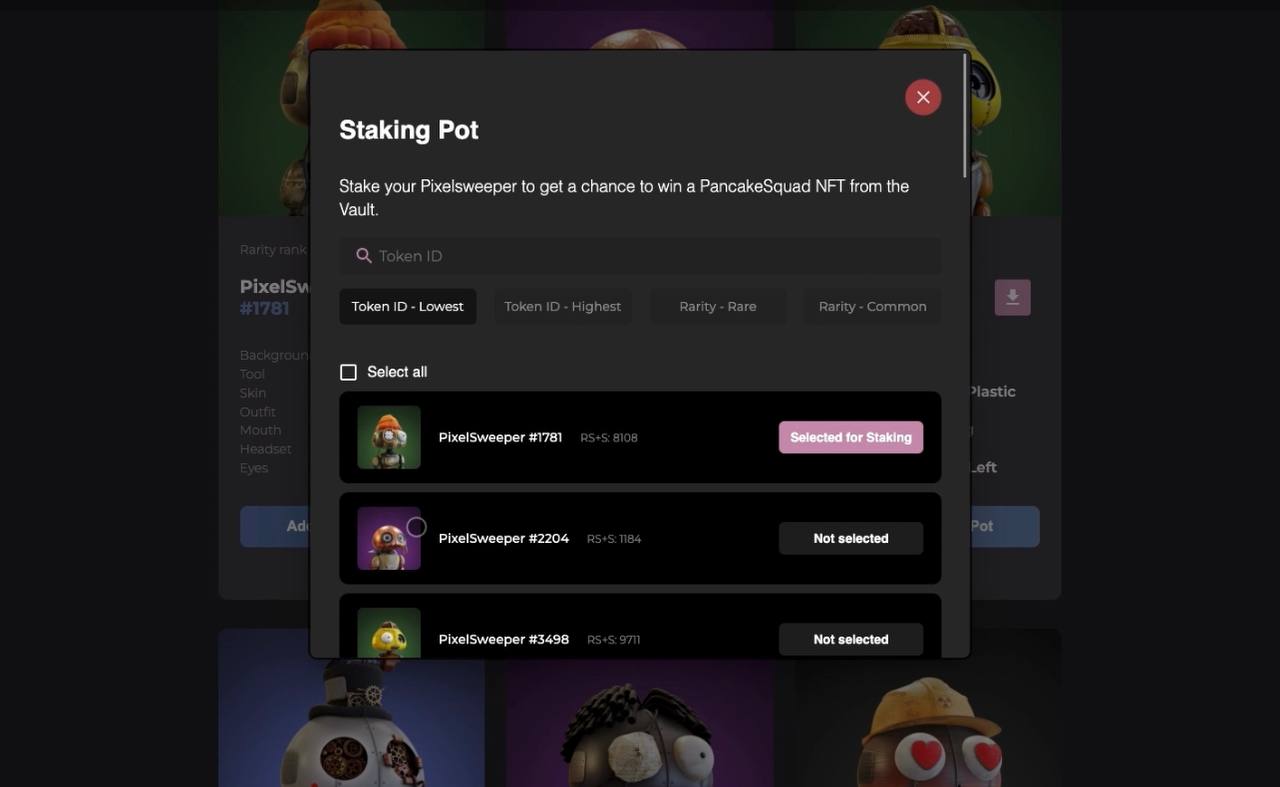 Staking Pot
Stake your Pixelsweeper to get a chance to win a PancakeSquad NFT from the
Vault.
Token ID
Token ID - Lowest
Token ID - Highest
Rarity - Rare
Rarity - Common
Select all
PixelSweeper #1781
RS+S: 8108
Selected for Staking
PixelSweeper #2204
RS+S: 1184
Not selected
PixelSweeper #3498
RS+S: 9711
Not selected
Rarity rank
PixelSw
#1781
Backgroun
Tool
Skin
Outfit
Mouth
Headset
Eyes
Plastic
Left
Pot